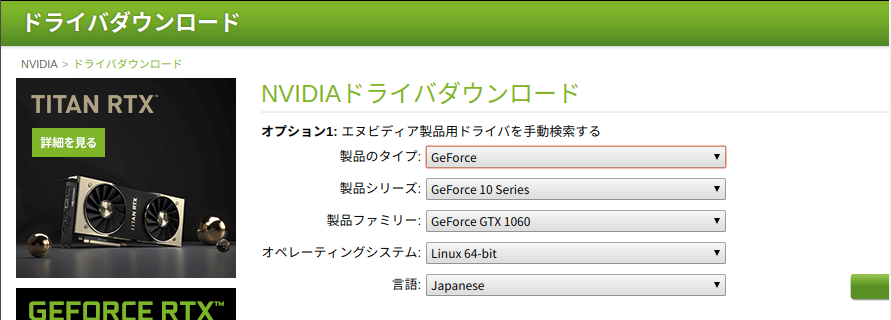 ドライバダウンロード
NVIDIA > ドライバダウンロード
TITAN RTX™
詳細を見る
TITAN RTX
GEFORCE RTX™
NVIDIAドライバダウンロード
オプション1: エヌビディア製品用ドライバを手動検索する
製品のタイプ: GeForce
製品シリーズ: GeForce 10 Series
製品ファミリー: GeForce GTX 1060
オペレーティングシステム: Linux 64-bit
言語: Japanese